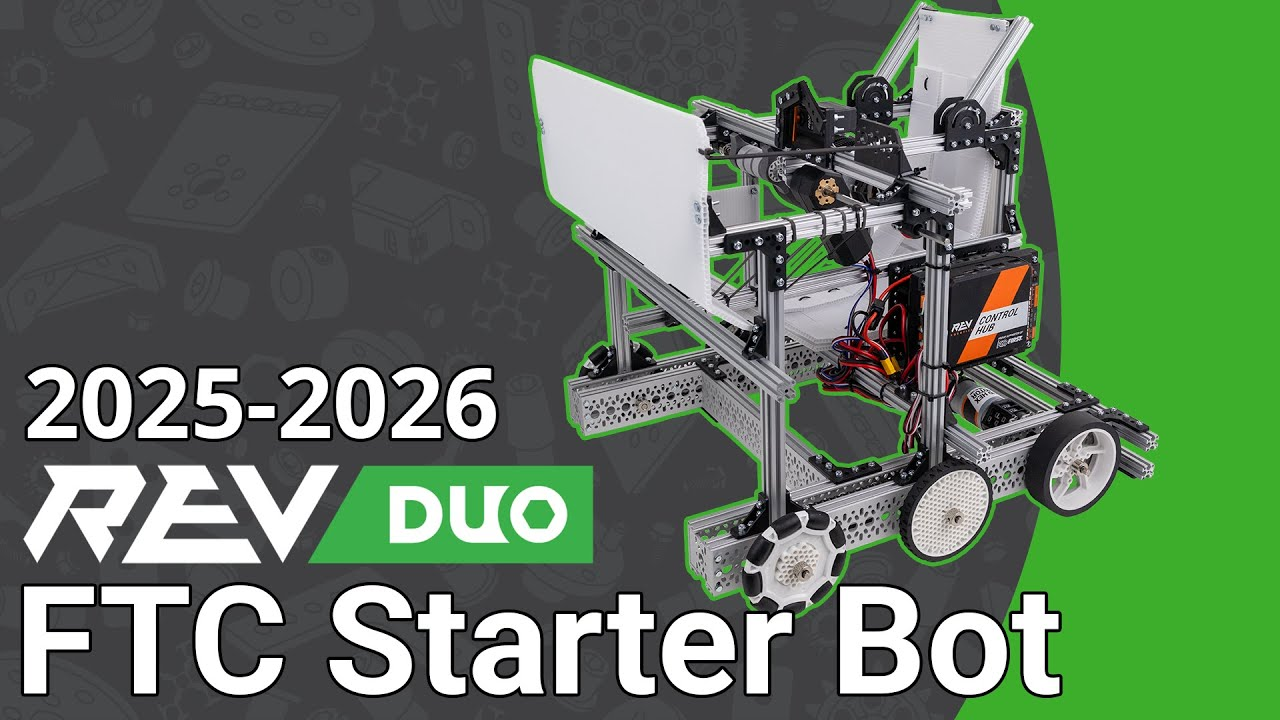 2025-2026
REV DUO
FTC Starter Bot
REV
CONTROL
HUB